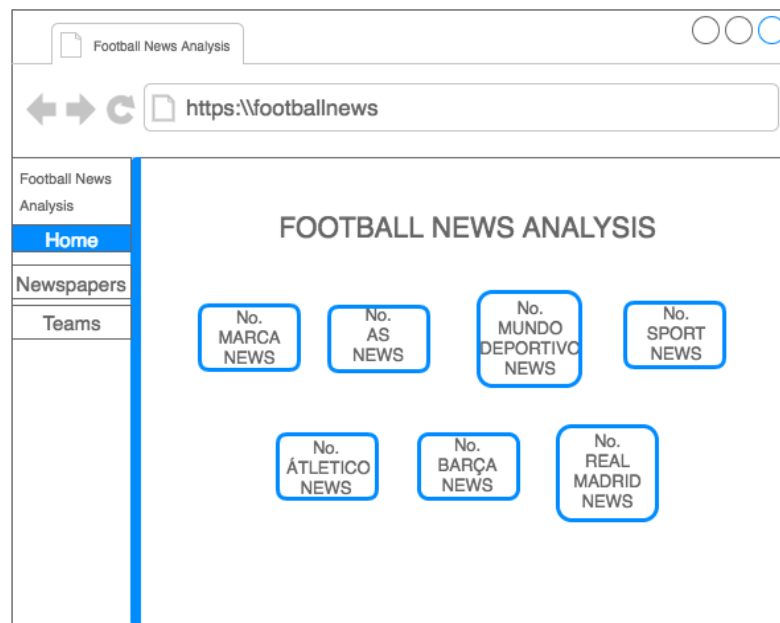 Football News Analysis
https:\\footballnews
Football News
Analysis
Home
Newspapers
Teams
FOOTBALL NEWS ANALYSIS
No.
MARCA
NEWS
No.
AS
NEWS
No.
MUNDO
DEPORTIVO
NEWS
No.
SPORT
NEWS
No.
ÁTLETICO
NEWS
No.
BARÇA
NEWS
No.
REAL
MADRID
NEWS